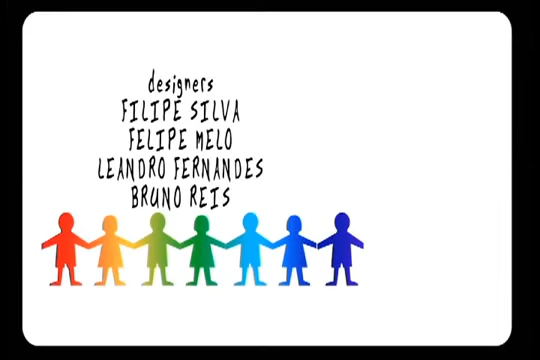 designers
FILIPE SILVA
FELIPE MELO
LEANDRO FERNANDES
BRUNO REIS